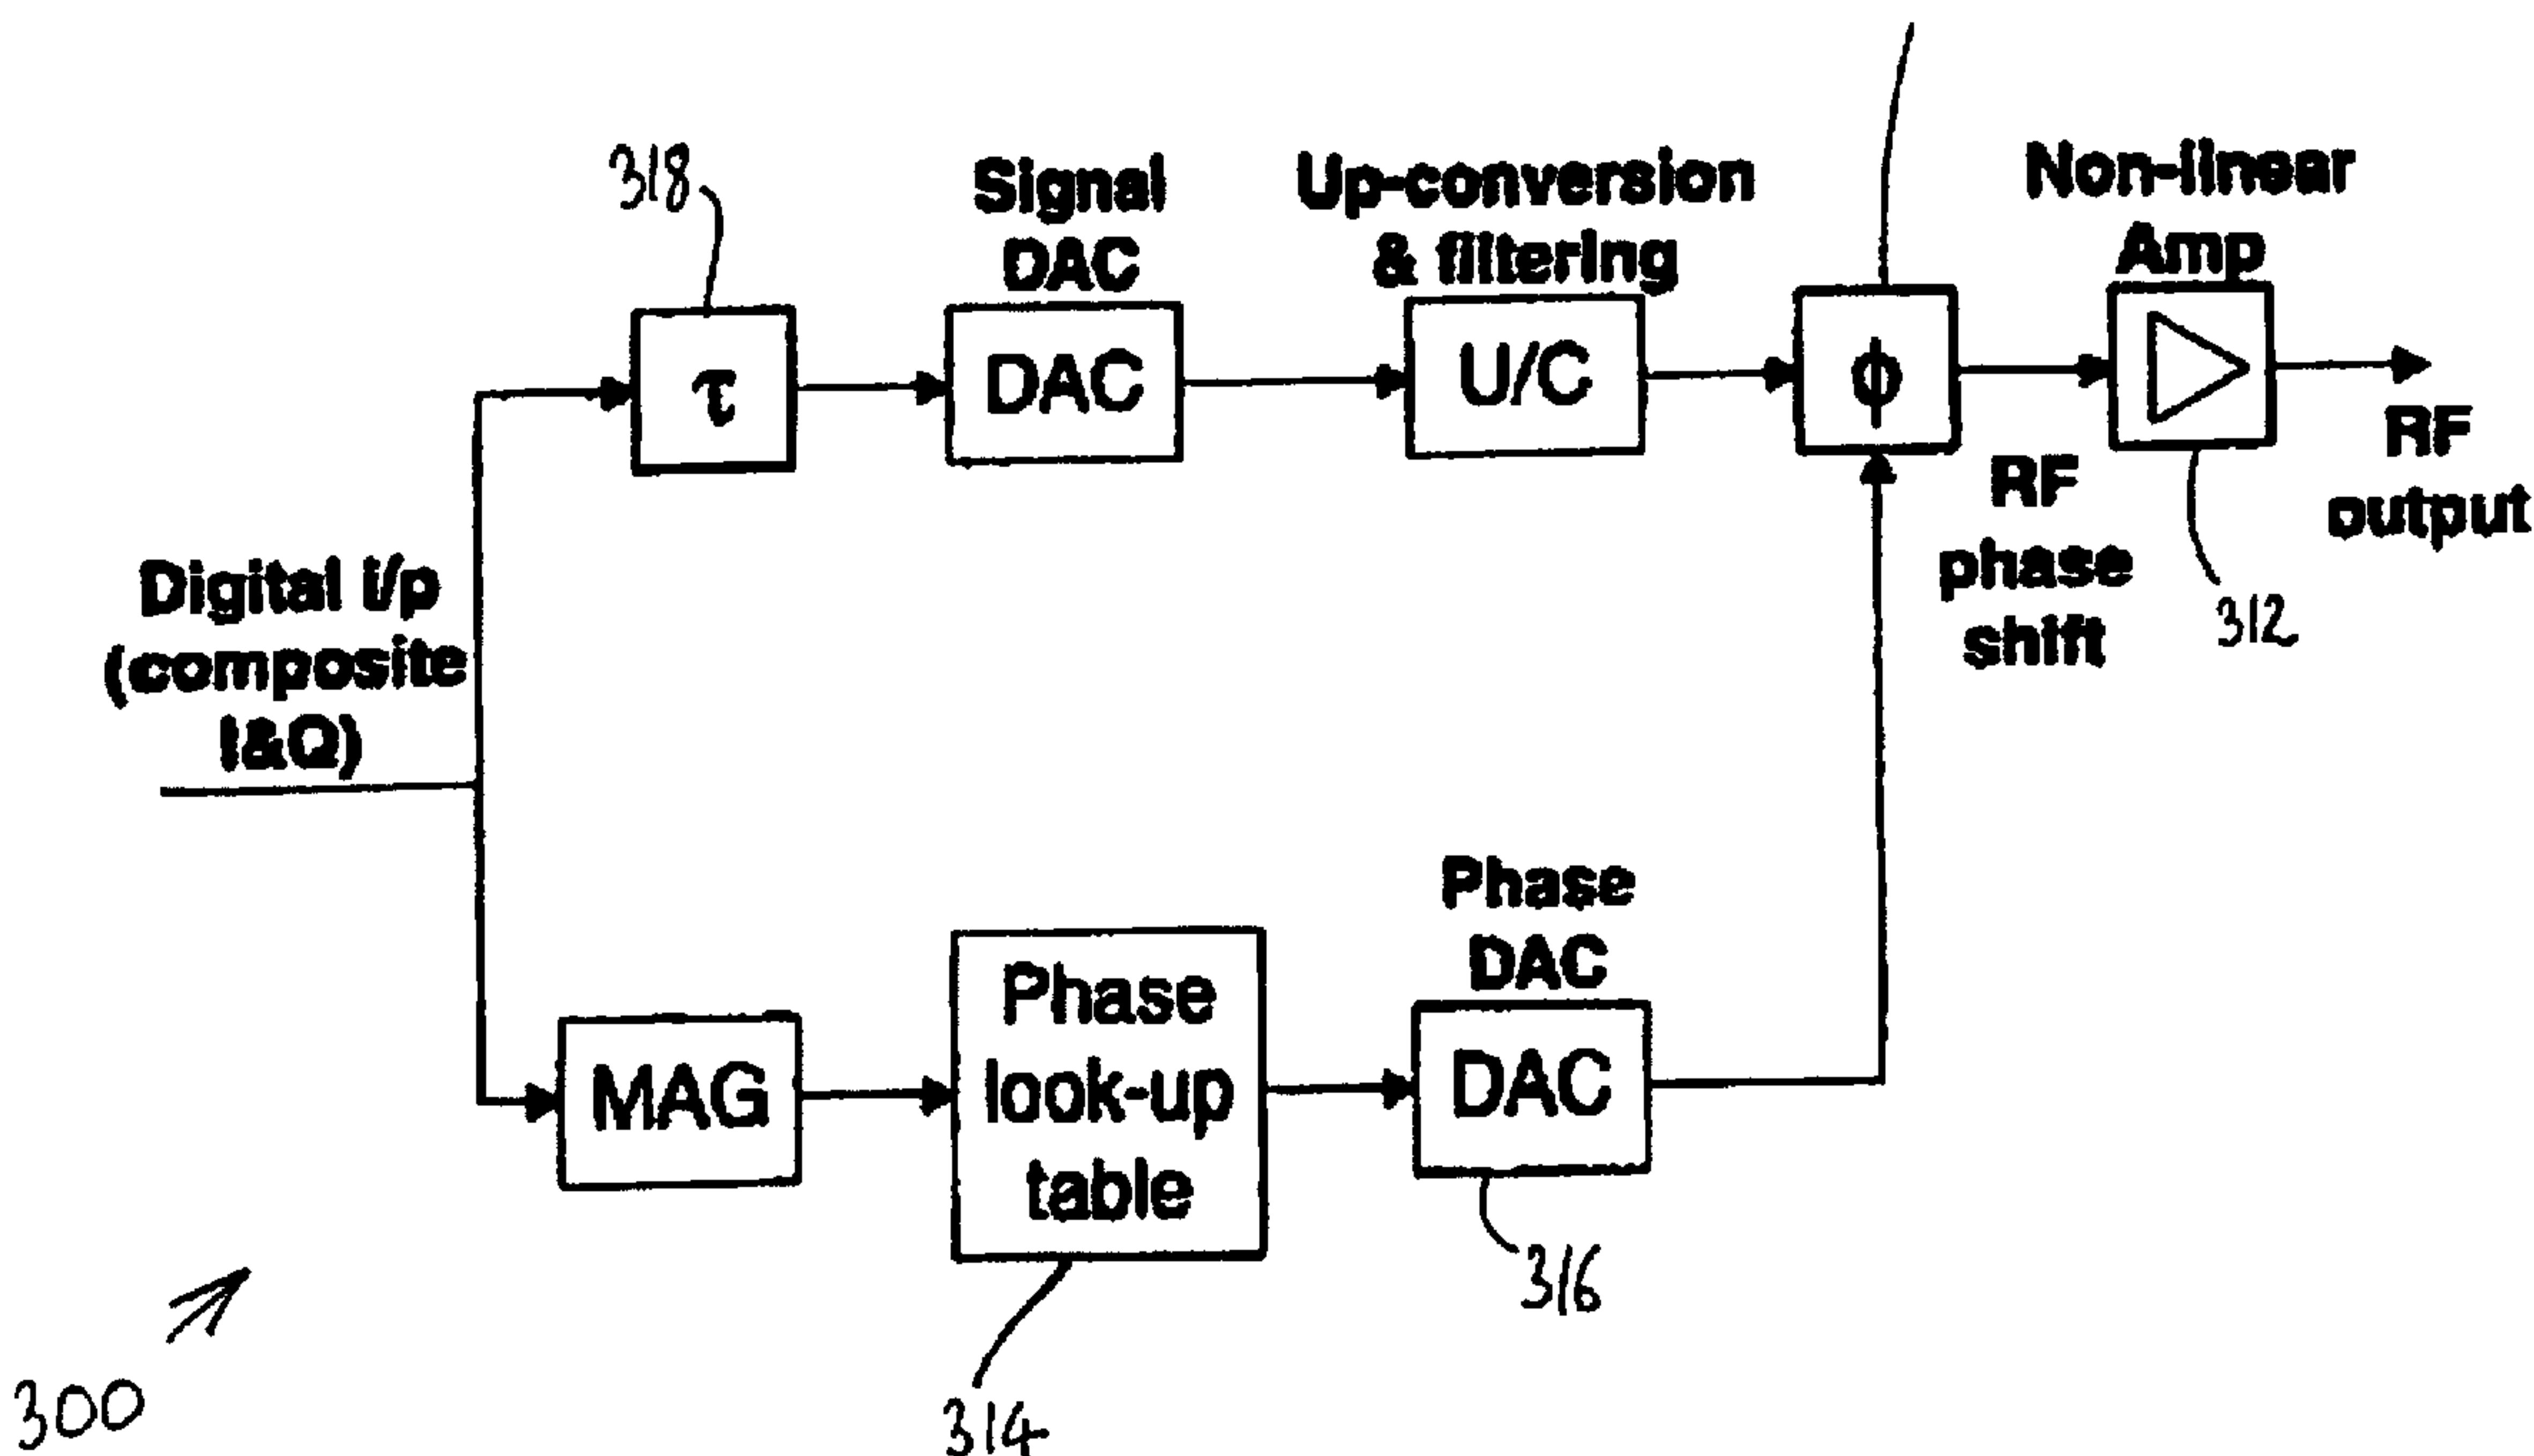 318
Signal
DAC
Up-conversion
& filtering
Non-linear
Amp
τ
DAC
U/C
ϕ
RF
output
RF
phase
shift
312
Digital i/p
(composite
I&Q)
Phase
DAC
MAG
Phase
look-up
table
DAC
316
314
300